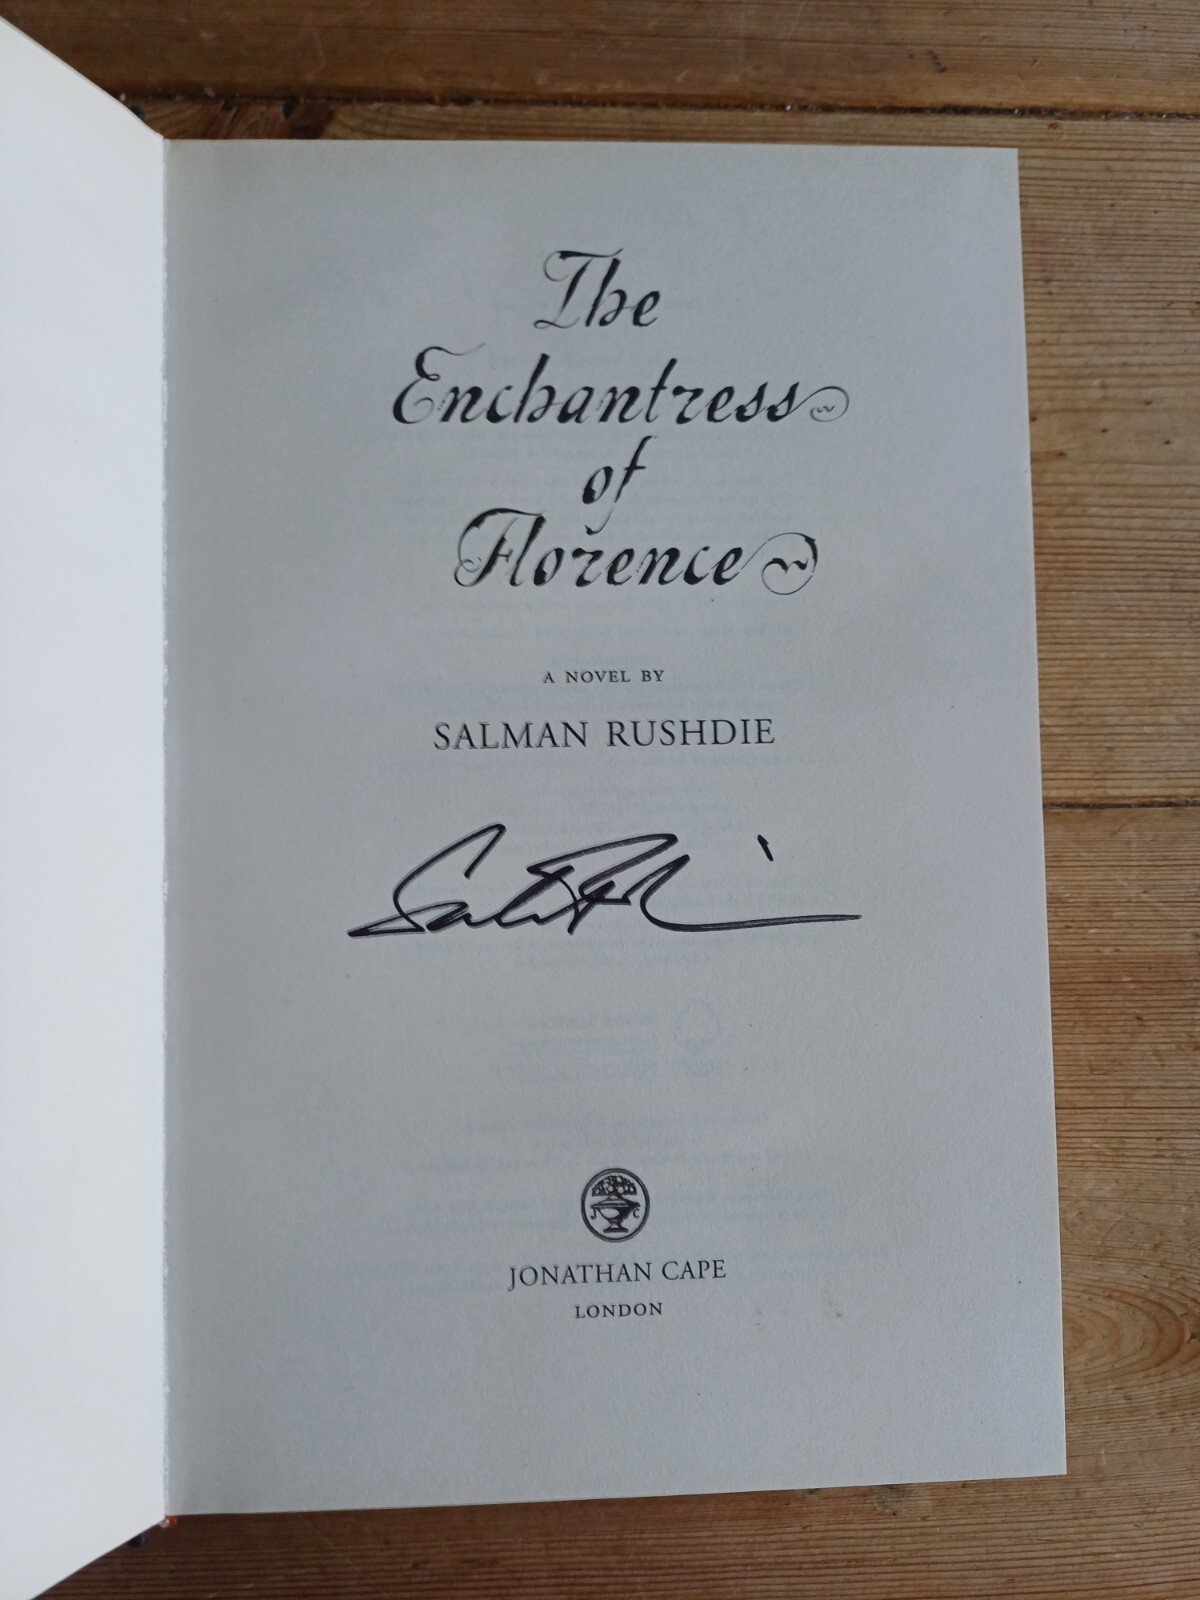 The
Enchantress
of
Florence
A NOVEL BY
SALMAN RUSHDIE
J C
JONATHAN CAPE
LONDON